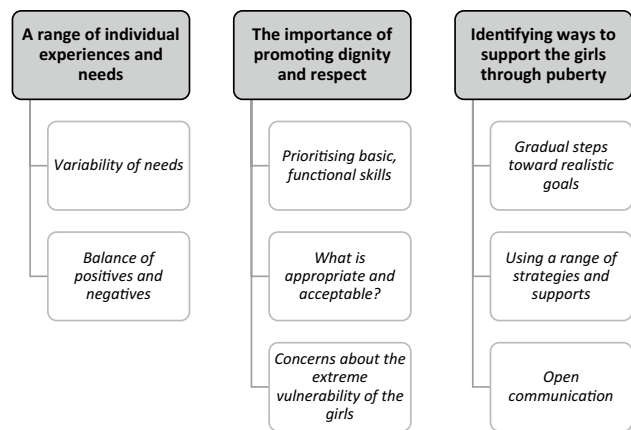 A range of individual
experiences and
needs
Variability of needs
Balance of
positives and
negatives
The importance of
promoting dignity
and respect
Prioritising basic,
functional skills
What is
appropriate and
acceptable?
Concerns about the
extreme
vulnerability of the
girls
Identifying ways to
support the girls
through puberty
Gradual steps
toward realistic
goals
Using a range of
strategies and
supports
Open
communication